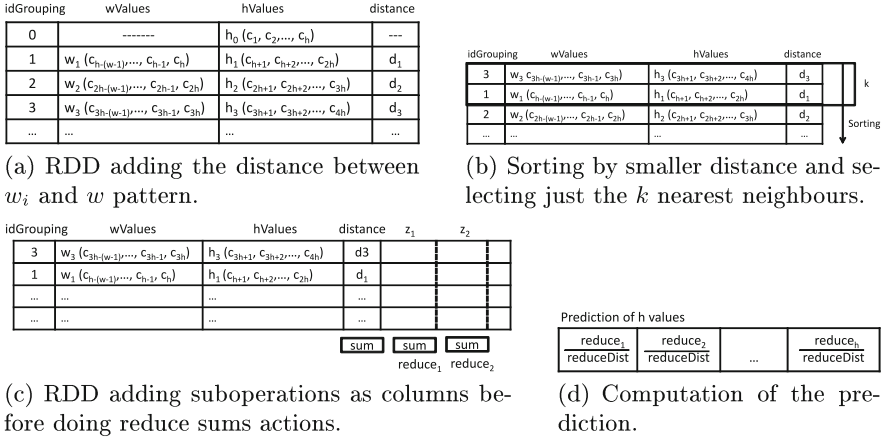 idGrouping wValues hValues distance
0 ------- h0 (c1, c2,..., ch) ---
1 w1 (ch-(w-1),..., ch-1, ch) h1 (ch+1, ch+2,..., c2h) d1
2 w2 (c2h-(w-1),..., c2h-1, c2h) h2 (c2h+1, c2h+2,..., c3h) d2
3 w3 (c3h-(w-1),..., c3h-1, c3h) h3 (c3h+1, c3h+2,..., c4h) d3
... ... ... ...
(a) RDD adding the distance between
wi and w pattern.
idGrouping wValues hValues distance
3 w3 c3h-(w-1),..., c3h-1, c3h) h3 (c3h+1, c3h+2,..., c4h) d3
k
1 w1 (ch-(w-1),..., ch-1, ch) h1 (ch+1, ch+2,..., c2h) d1
2 w2 (c2h-(w-1),..., c2h-1, c2h) h2 (c2h+1, c2h+2,..., c3h) d2
Sorting
... ... ... ...
(b) Sorting by smaller distance and se-
lecting just the k nearest neighbours.
idGrouping wValues hValues distance z1 z2
3 w3 (c3h-(w-1),..., c3h-1, c3h) h3 (c3h+1, c3h+2,..., c4h) d3
1 w1 (ch-(w-1),..., ch-1, ch) h1 (ch+1, ch+2,..., c2h) d1
... ... ... ...
... ... ... ...
sum sum sum
reduce1 reduce2
(c) RDD adding suboperations as columns be-
fore doing reduce sums actions.
Prediction of h values
reduce1 reduce2 ... reduceh
reduceDist reduceDist reduceDist
(d) Computation of the pre-
diction.